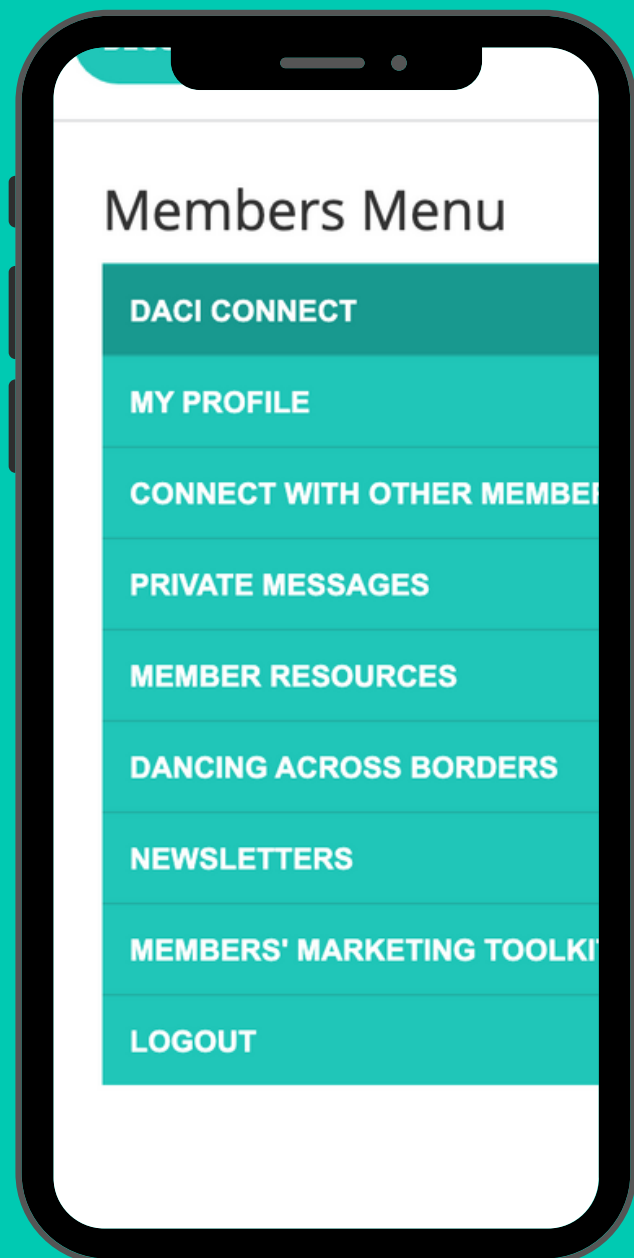 Members Menu
DACI CONNECT
MY PROFILE
CONNECT WITH OTHER
PRIVATE MESSAGES
MEMBER RESOURCES
DANCING ACROSS BORDERS
NEWSLETTERS
MEMBERS' MARKETING
LOGOUT